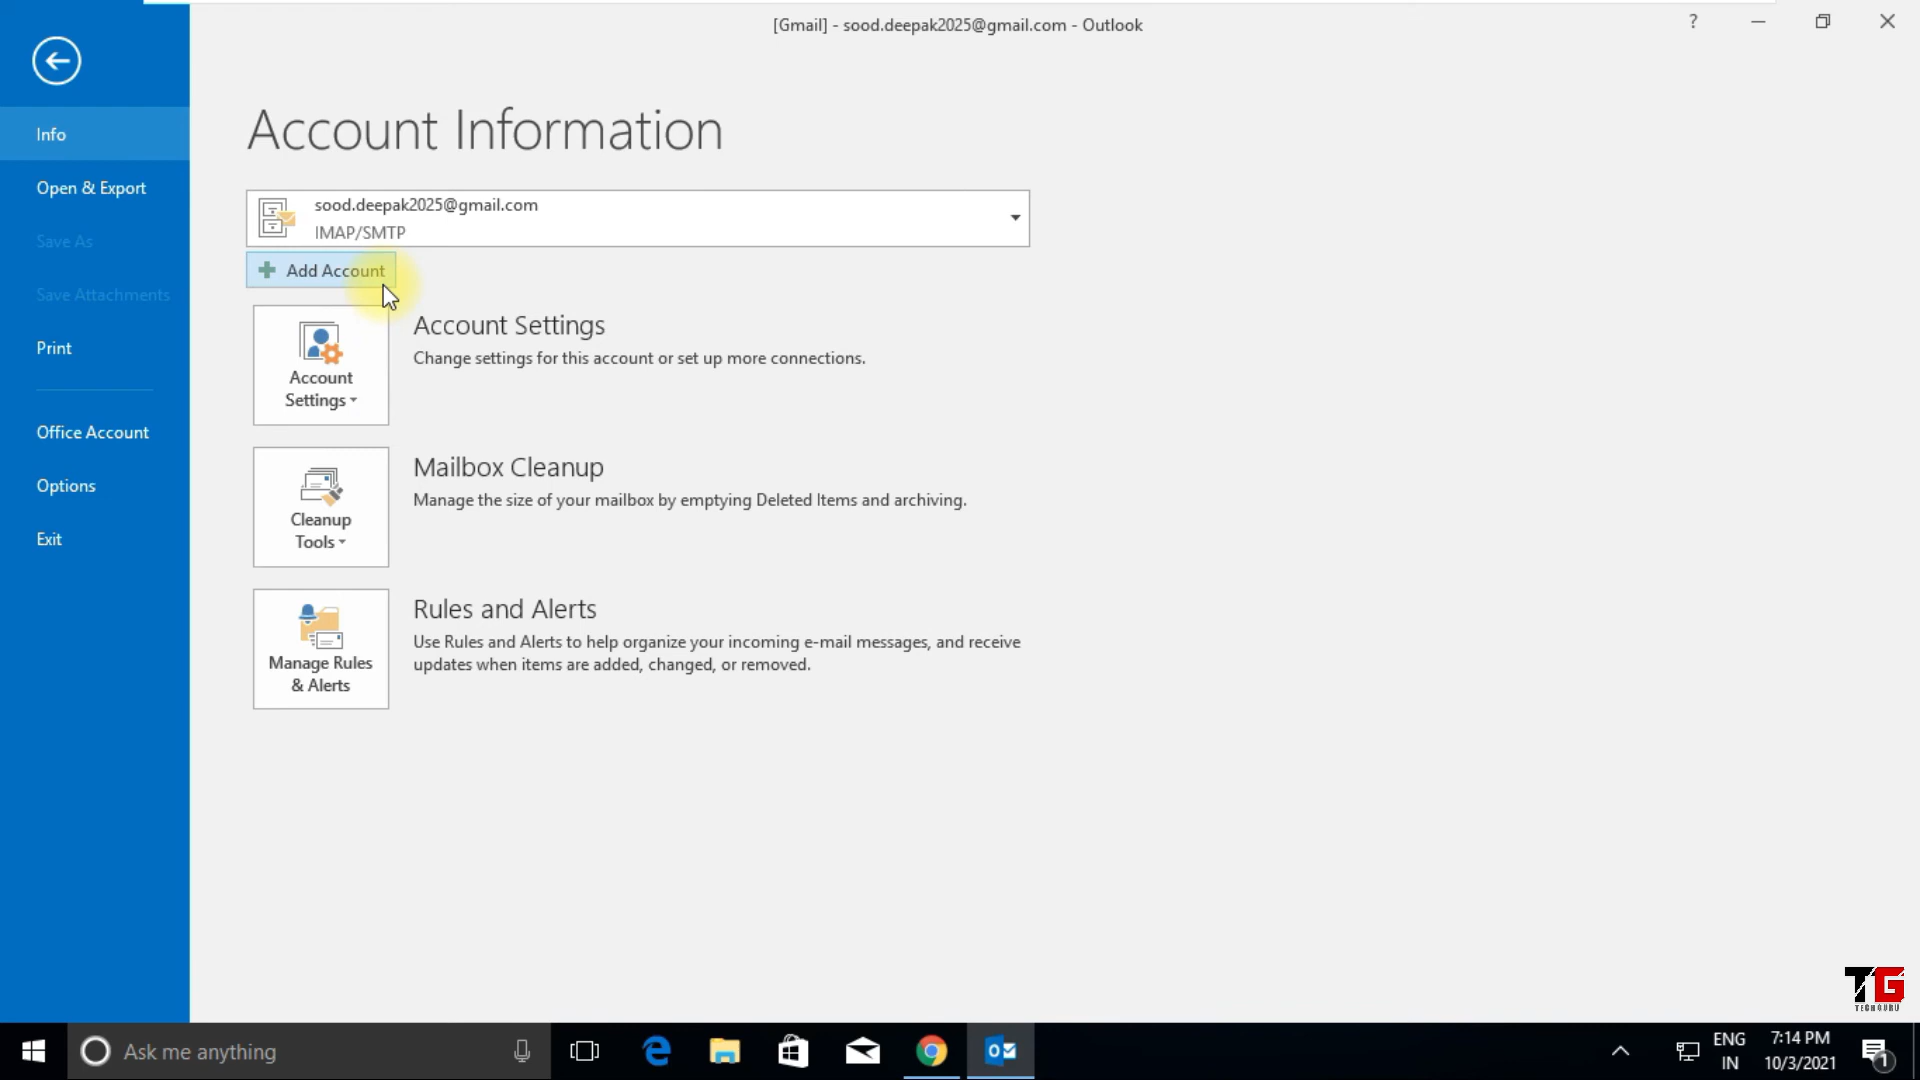 [Gmail] - sood.deepak2025@gmail.com - Outlook
?
Info
Open & Export
Save As
Save Attachments
Print
Office Account
Options
Exit
Account Information
sood.deepak2025@gmail.com
IMAP/SMTP
Add Account
Account
Settings
Account Settings
Change settings for this account or set up more connections.
Cleanup
Tools
Mailbox Cleanup
Manage the size of your mailbox by emptying Deleted Items and archiving.
Manage Rules
& Alerts
Rules and Alerts
Use Rules and Alerts to help organize your incoming e-mail messages, and receive
updates when items are added, changed, or removed.
TG
TECHGURU
Ask me anything
ENG
IN
7:14 PM
10/3/2021
1